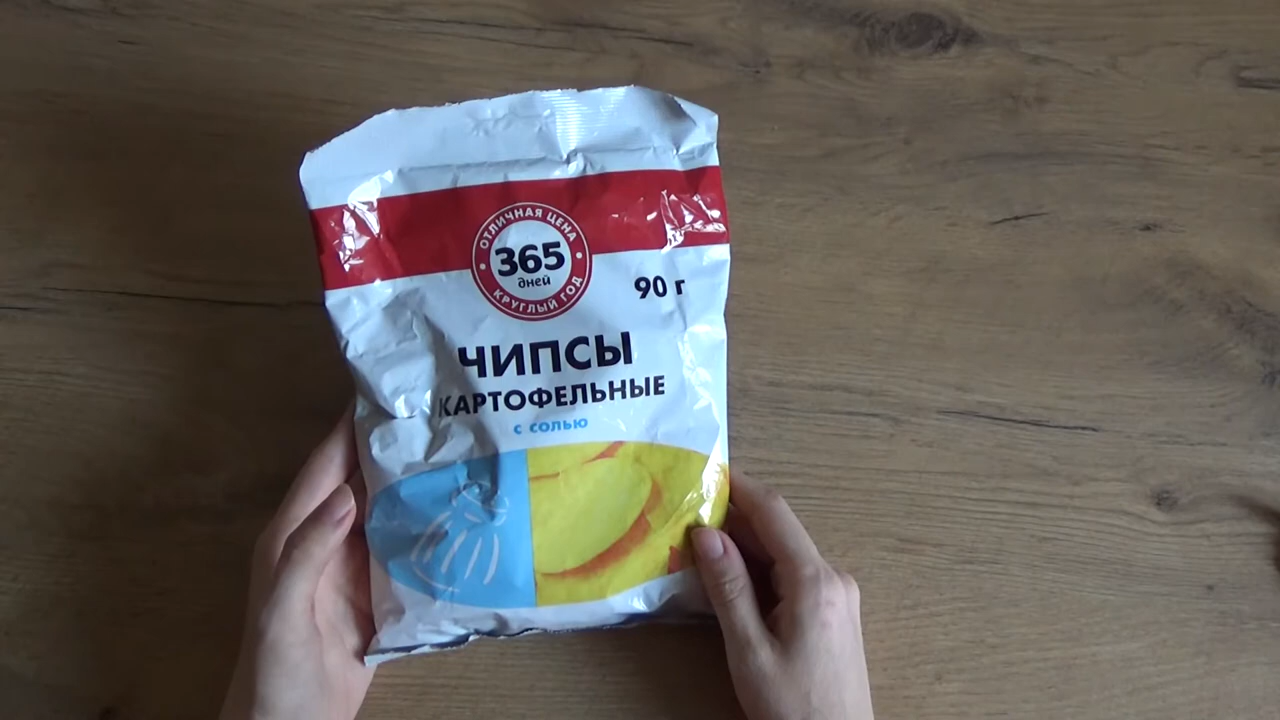 ОТЛИЧНАЯ ЦЕНА
365
дней
КРУГЛЫЙ ГОД
90 г
ЧИПСЫ
КАРТОФЕЛЬНЫЕ
с солью